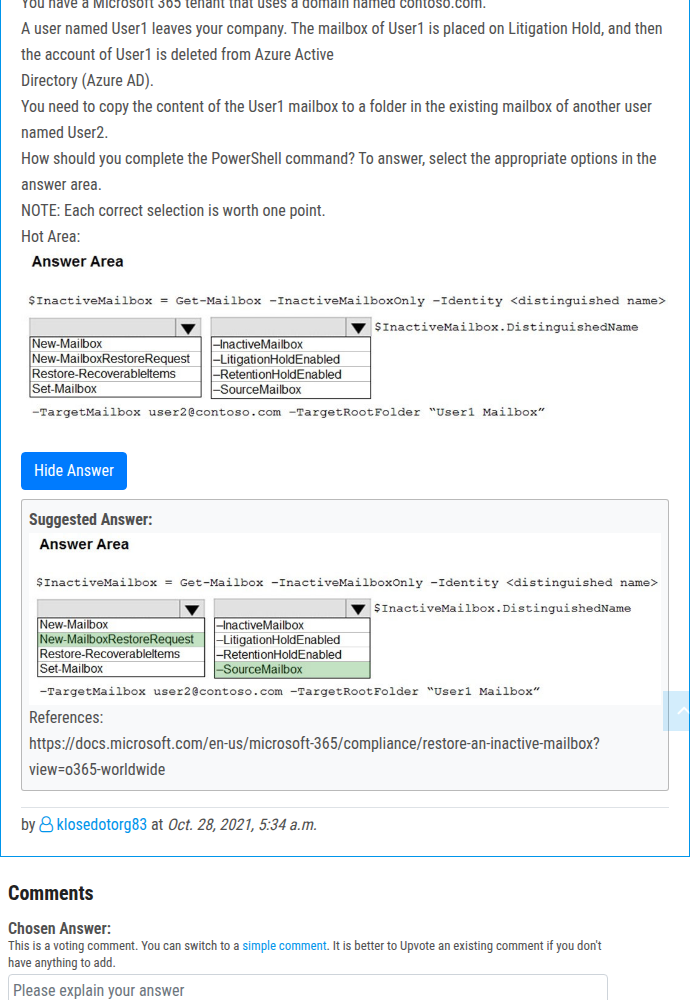 You have a Microsoft 365 tenant that uses a domain named contoso.com.
A user named User1 leaves your company. The mailbox of User1 is placed on Litigation Hold, and then
the account of User1 is deleted from Azure Active
Directory (Azure AD).
You need to copy the content of the User1 mailbox to a folder in the existing mailbox of another user
named User2.
How should you complete the PowerShell command? To answer, select the appropriate options in the
answer area.
NOTE: Each correct selection is worth one point.
Hot Area:
Answer Area
$InactiveMailbox = Get-Mailbox –InactiveMailboxOnly –Identity <distinguished name>
$InactiveMailbox.DistinguishedName
New-Mailbox –InactiveMailbox
New-MailboxRestoreRequest –LitigationHoldEnabled
Restore-RecoverableItems –RetentionHoldEnabled
Set-Mailbox –SourceMailbox
–TargetMailbox user2@contoso.com –TargetRootFolder “User1 Mailbox”
Hide Answer
Suggested Answer:
Answer Area
$InactiveMailbox = Get-Mailbox –InactiveMailboxOnly –Identity <distinguished name>
$InactiveMailbox.DistinguishedName
New-Mailbox –InactiveMailbox
New-MailboxRestoreRequest –LitigationHoldEnabled
Restore-RecoverableItems –RetentionHoldEnabled
Set-Mailbox –SourceMailbox
–TargetMailbox user2@contoso.com –TargetRootFolder “User1 Mailbox”
References:
https://docs.microsoft.com/en-us/microsoft-365/compliance/restore-an-inactive-mailbox?
view=o365-worldwide
by klosedotorg83 at Oct. 28, 2021, 5:34 a.m.
Comments
Chosen Answer:
This is a voting comment. You can switch to a simple comment. It is better to Upvote an existing comment if you don't
have anything to add.
Please explain your answer